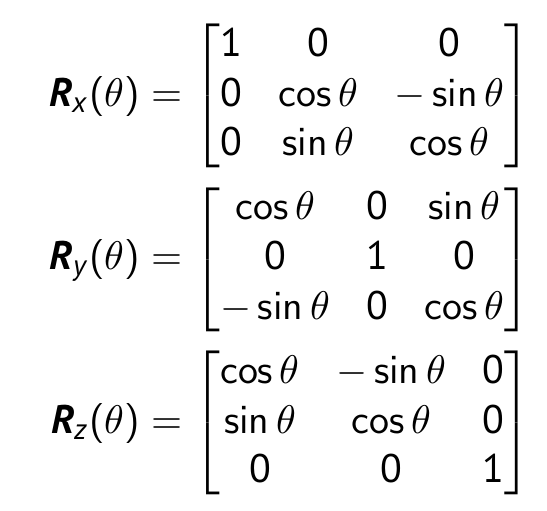 R_x(θ) = [ 1 0 0
0 cos θ − sin θ
0 sin θ cos θ ]
R_y(θ) = [ cos θ 0 sin θ
0 1 0
− sin θ 0 cos θ ]
R_z(θ) = [ cos θ − sin θ 0
sin θ cos θ 0
0 0 1 ]